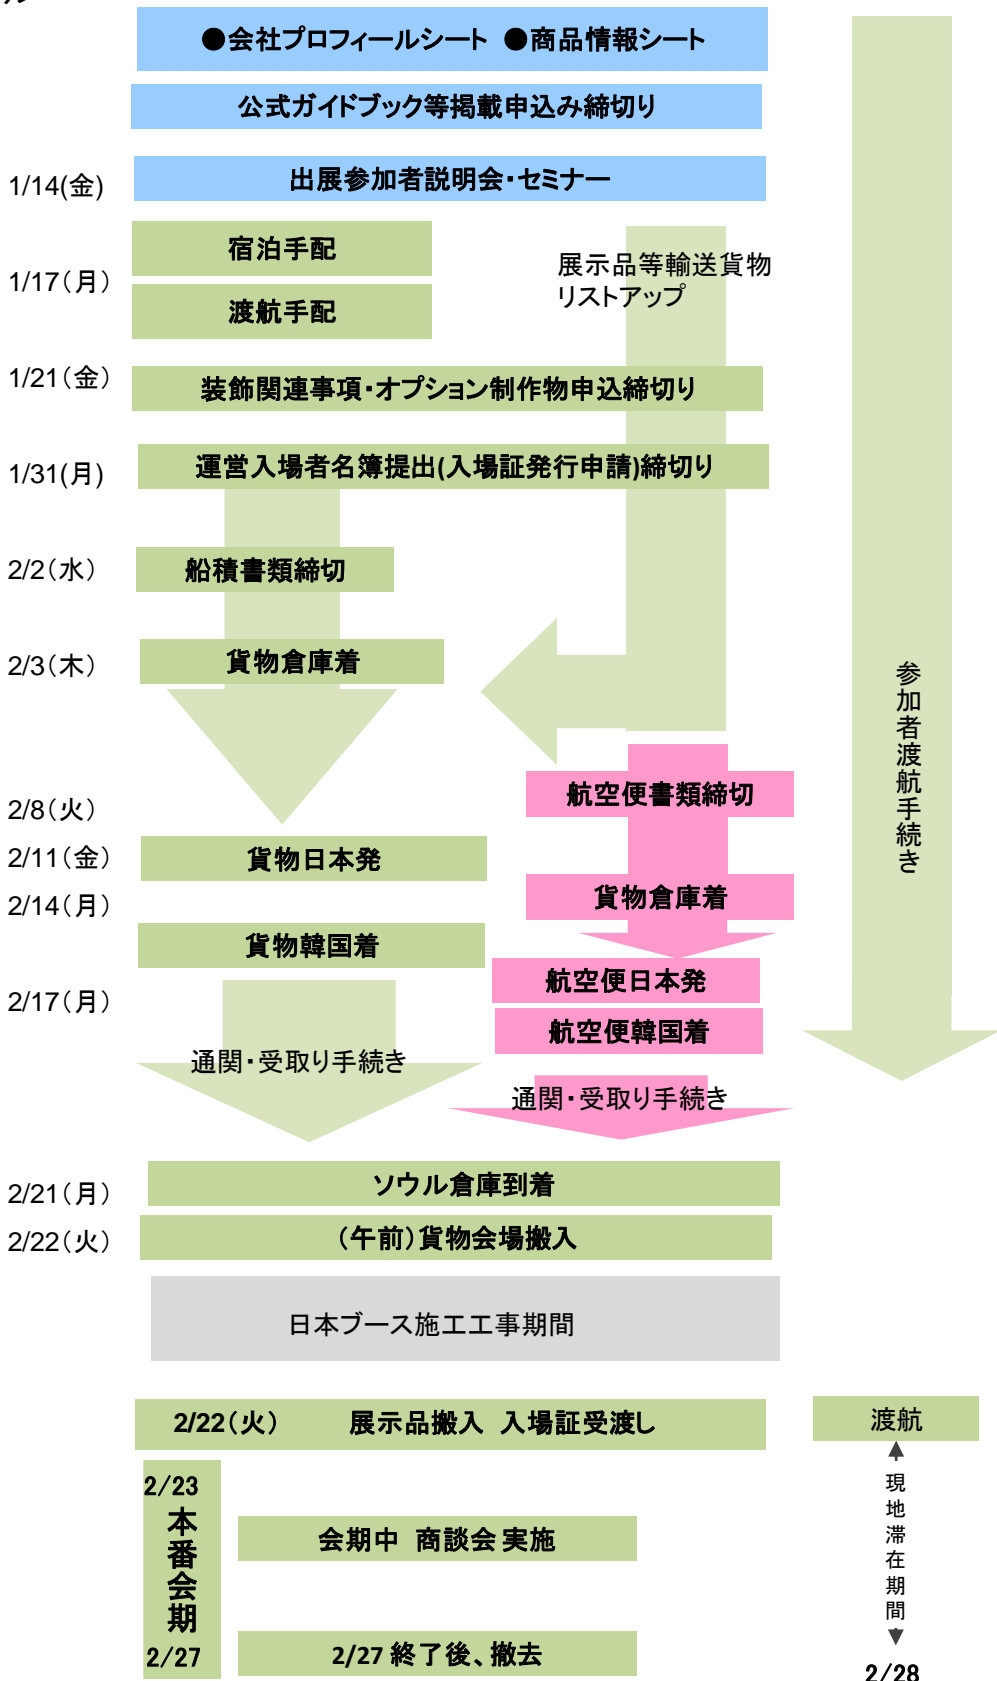 ●会社プロフィールシート ●商品情報シート
公式ガイドブック等掲載申込み締切り
1/14(金)
出展参加者説明会・セミナー
宿泊手配
1/17(月)
渡航手配
展示品等輸送貨物
リストアップ
1/21(金)
装飾関連事項・オプション制作物申込締切り
1/31(月)
運営入場者名簿提出(入場証発行申請)締切り
2/2(水)
船積書類締切
2/3(木)
貨物倉庫着
参加者渡航手続き
航空便書類締切
2/8(火)
2/11(金)
貨物日本発
貨物倉庫着
2/14(月)
貨物韓国着
航空便日本発
2/17(月)
航空便韓国着
通関・受取り手続き
通関・受取り手続き
2/21(月)
ソウル倉庫到着
2/22(火)
(午前)貨物会場搬入
日本ブース施工工事期間
2/22(火) 展示品搬入 入場証受渡し
渡航
2/23
本番会期
2/27
会期中 商談会実施
2/27 終了後、撤去
現地滞在期間
2/28